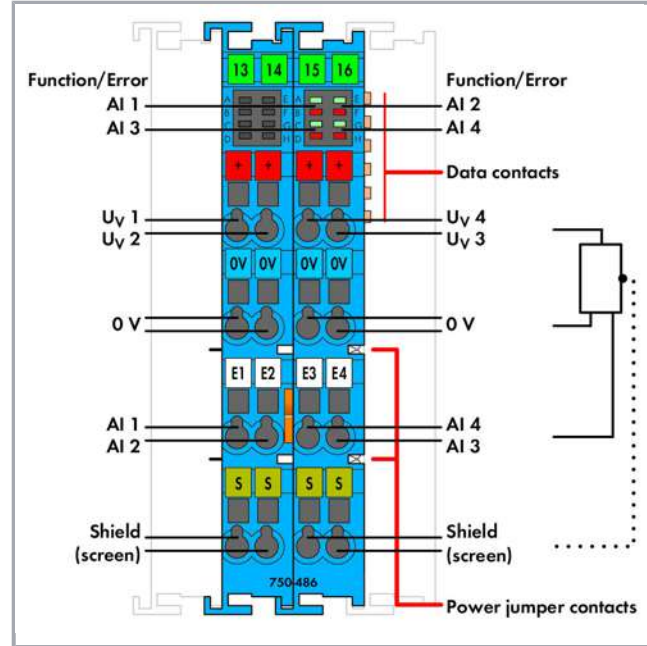 13 14 15 16
Function/Error Function/Error
AI 1 A E A E AI 2
B F B F
AI 3 C G C G AI 4
D H D H
+ + + +
Data contacts
UV 1 UV 4
UV 2 UV 3
0V 0V 0V 0V
0 V 0 V
E1 E2 E3 E4
AI 1 AI 4
AI 2 AI 3
S S S S
Shield Shield
(screen) (screen)
750-486
Power jumper contacts